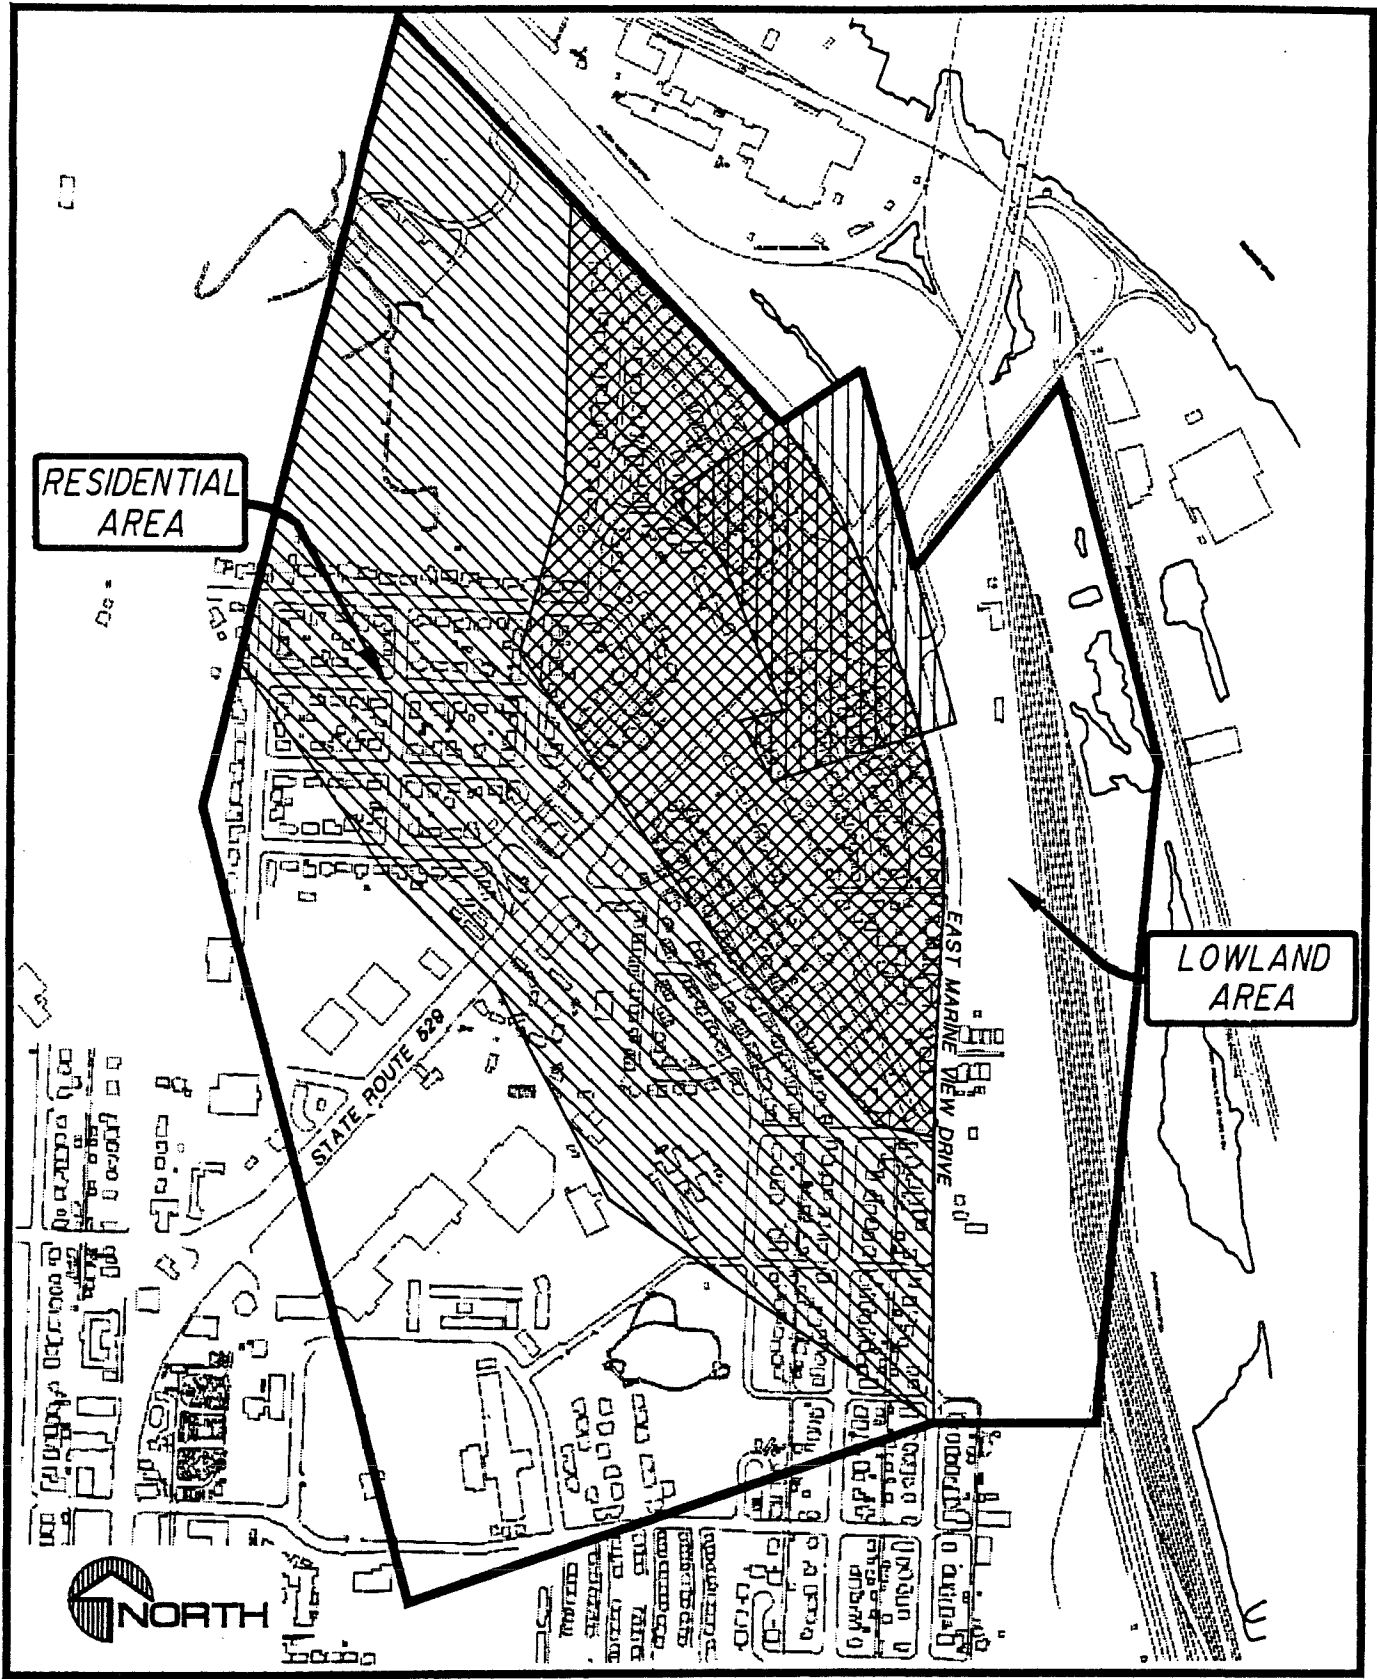 RESIDENTIAL
AREA
LOWLAND
AREA
EAST MARINE VIEW DRIVE
STATE ROUTE 529
NORTH